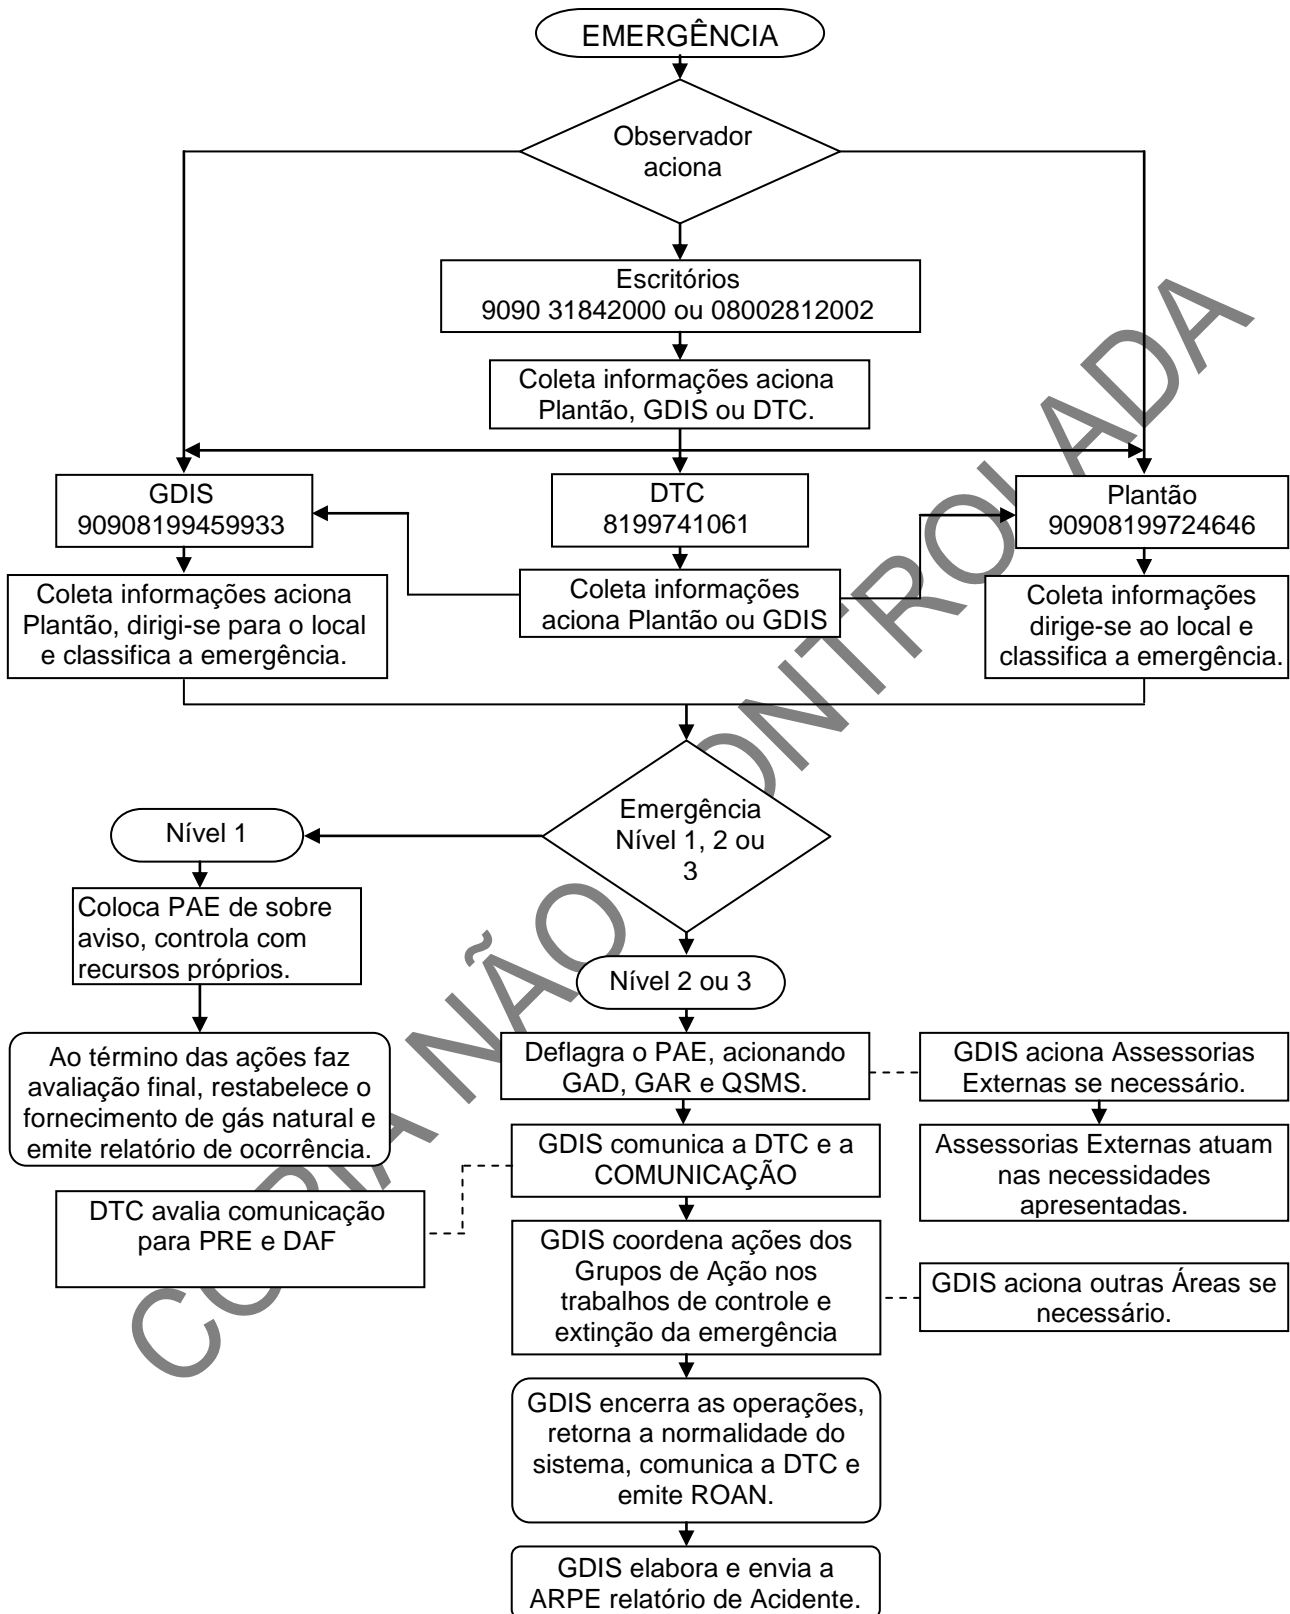 EMERGÊNCIA
Observador
aciona
Escritórios
9090 31842000 ou 08002812002
Coleta informações aciona
Plantão, GDIS ou DTC.
GDIS
90908199459933
DTC
8199741061
Plantão
90908199724646
Coleta informações aciona
Plantão, dirigi-se para o local
e classifica a emergência.
Coleta informações
aciona Plantão ou GDIS
Coleta informações
dirige-se ao local e
classifica a emergência.
Emergência
Nível 1, 2 ou
3
Nível 1
Coloca PAE de sobre
aviso, controla com
recursos próprios.
Ao término das ações faz
avaliação final, restabelece o
fornecimento de gás natural e
emite relatório de ocorrência.
Nível 2 ou 3
Deflagra o PAE, acionando
GAD, GAR e QSMS.
GDIS aciona Assessorias
Externas se necessário.
Assessorias Externas atuam
nas necessidades
apresentadas.
GDIS comunica a DTC e a
COMUNICAÇÃO
DTC avalia comunicação
para PRE e DAF
GDIS coordena ações dos
Grupos de Ação nos
trabalhos de controle e
extinção da emergência
GDIS aciona outras Áreas se
necessário.
GDIS encerra as operações,
retorna a normalidade do
sistema, comunica a DTC e
emite ROAN.
GDIS elabora e envia a
ARPE relatório de Acidente.
COPIA NÃO CONTROLADA